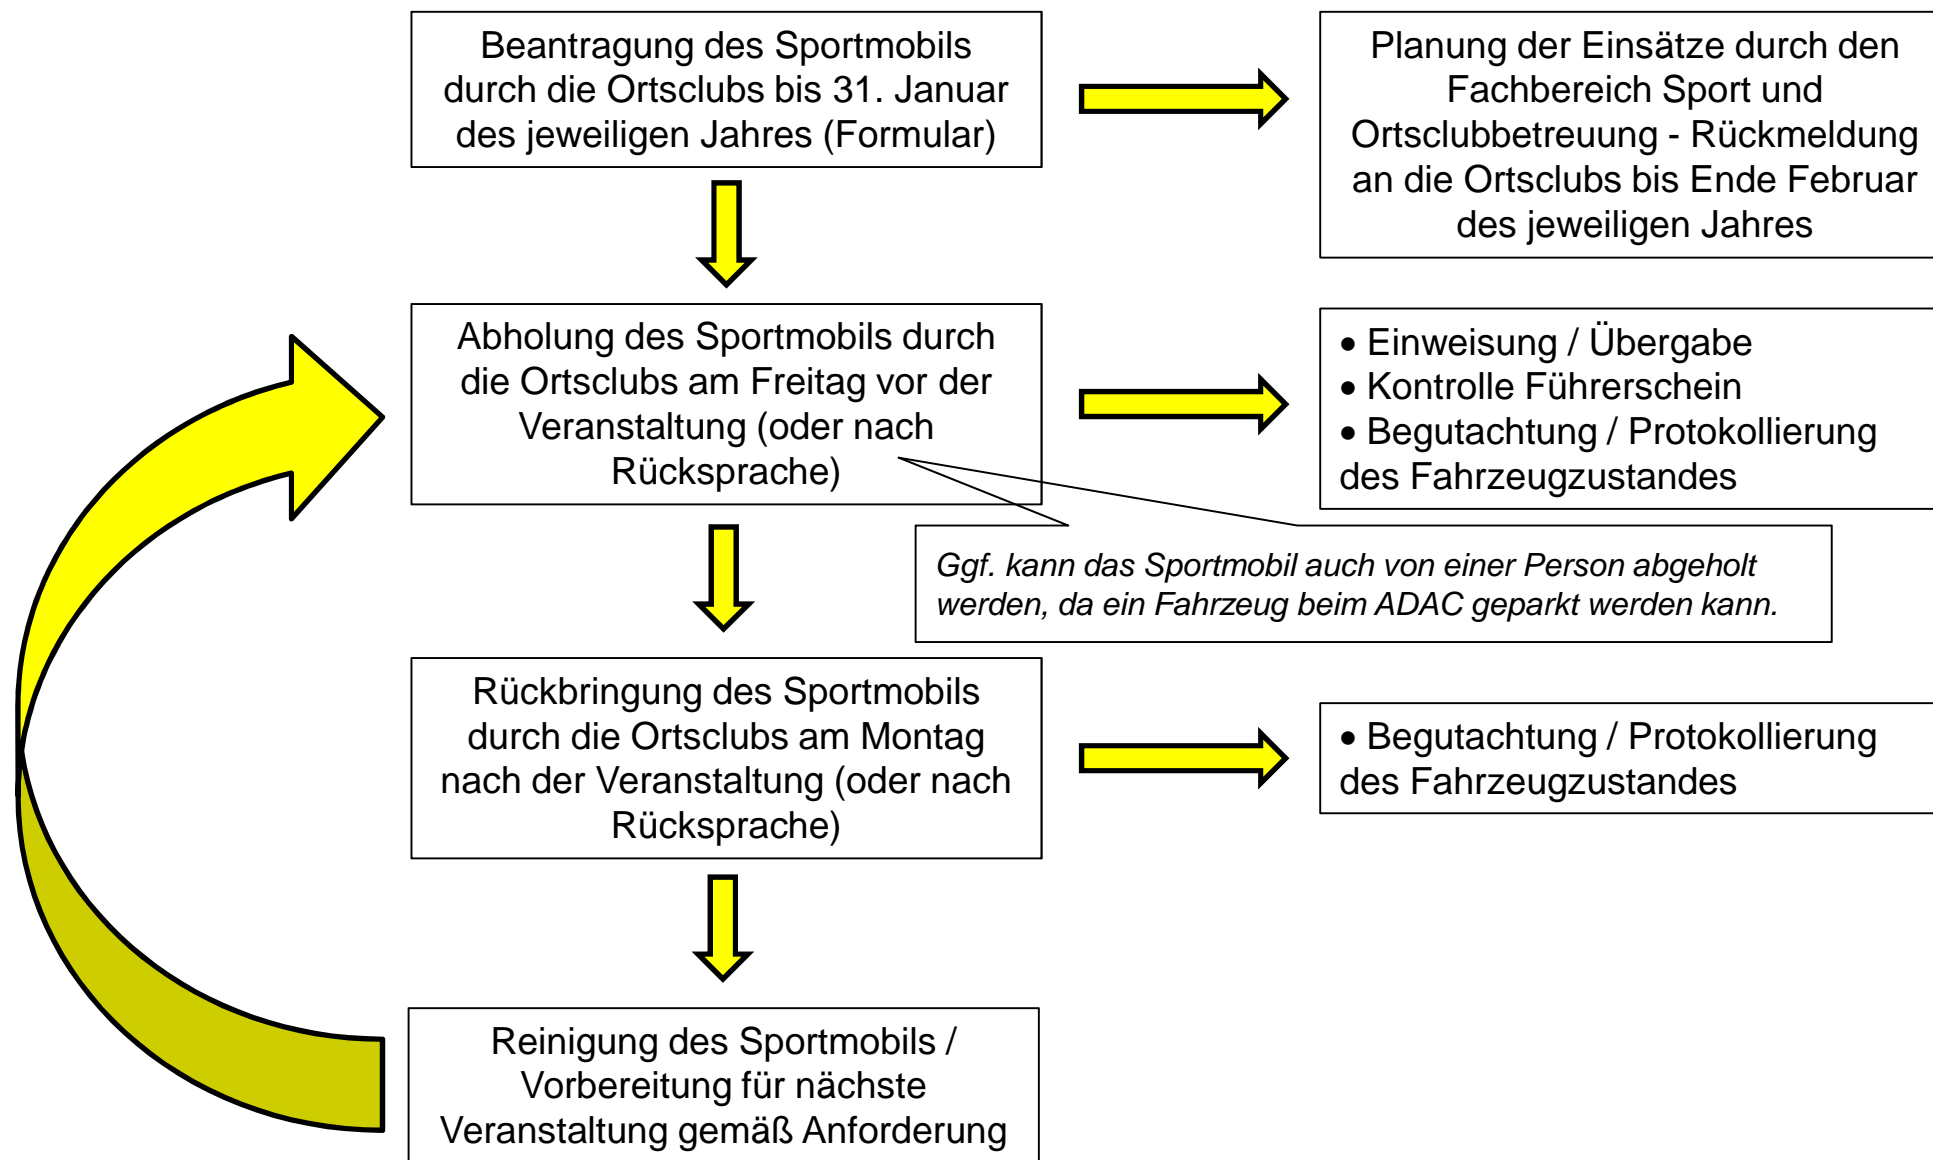 Beantragung des Sportmobils
durch die Ortsclubs bis 31. Januar
des jeweiligen Jahres (Formular)
Planung der Einsätze durch den
Fachbereich Sport und
Ortsclubbetreuung - Rückmeldung
an die Ortsclubs bis Ende Februar
des jeweiligen Jahres
Abholung des Sportmobils durch
die Ortsclubs am Freitag vor der
Veranstaltung (oder nach
Rücksprache)
• Einweisung / Übergabe
• Kontrolle Führerschein
• Begutachtung / Protokollierung
des Fahrzeugzustandes
Ggf. kann das Sportmobil auch von einer Person abgeholt
werden, da ein Fahrzeug beim ADAC geparkt werden kann.
Rückbringung des Sportmobils
durch die Ortsclubs am Montag
nach der Veranstaltung (oder nach
Rücksprache)
• Begutachtung / Protokollierung
des Fahrzeugzustandes
Reinigung des Sportmobils /
Vorbereitung für nächste
Veranstaltung gemäß Anforderung